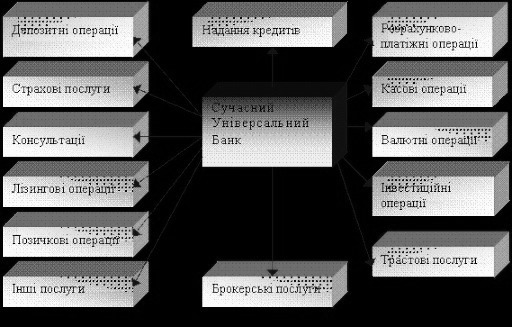 Депозитні операції
Надання кредитів
Розрахунково-
платіжні операції
Страхові послуги
Сучасний
Універсальний
Банк
Касові операції
Консультації
Валютні операції
Лізингові операції
Інвестиційні
операції
Позичкові операції
Трастові послуги
Інші послуги
Брокерські послуги